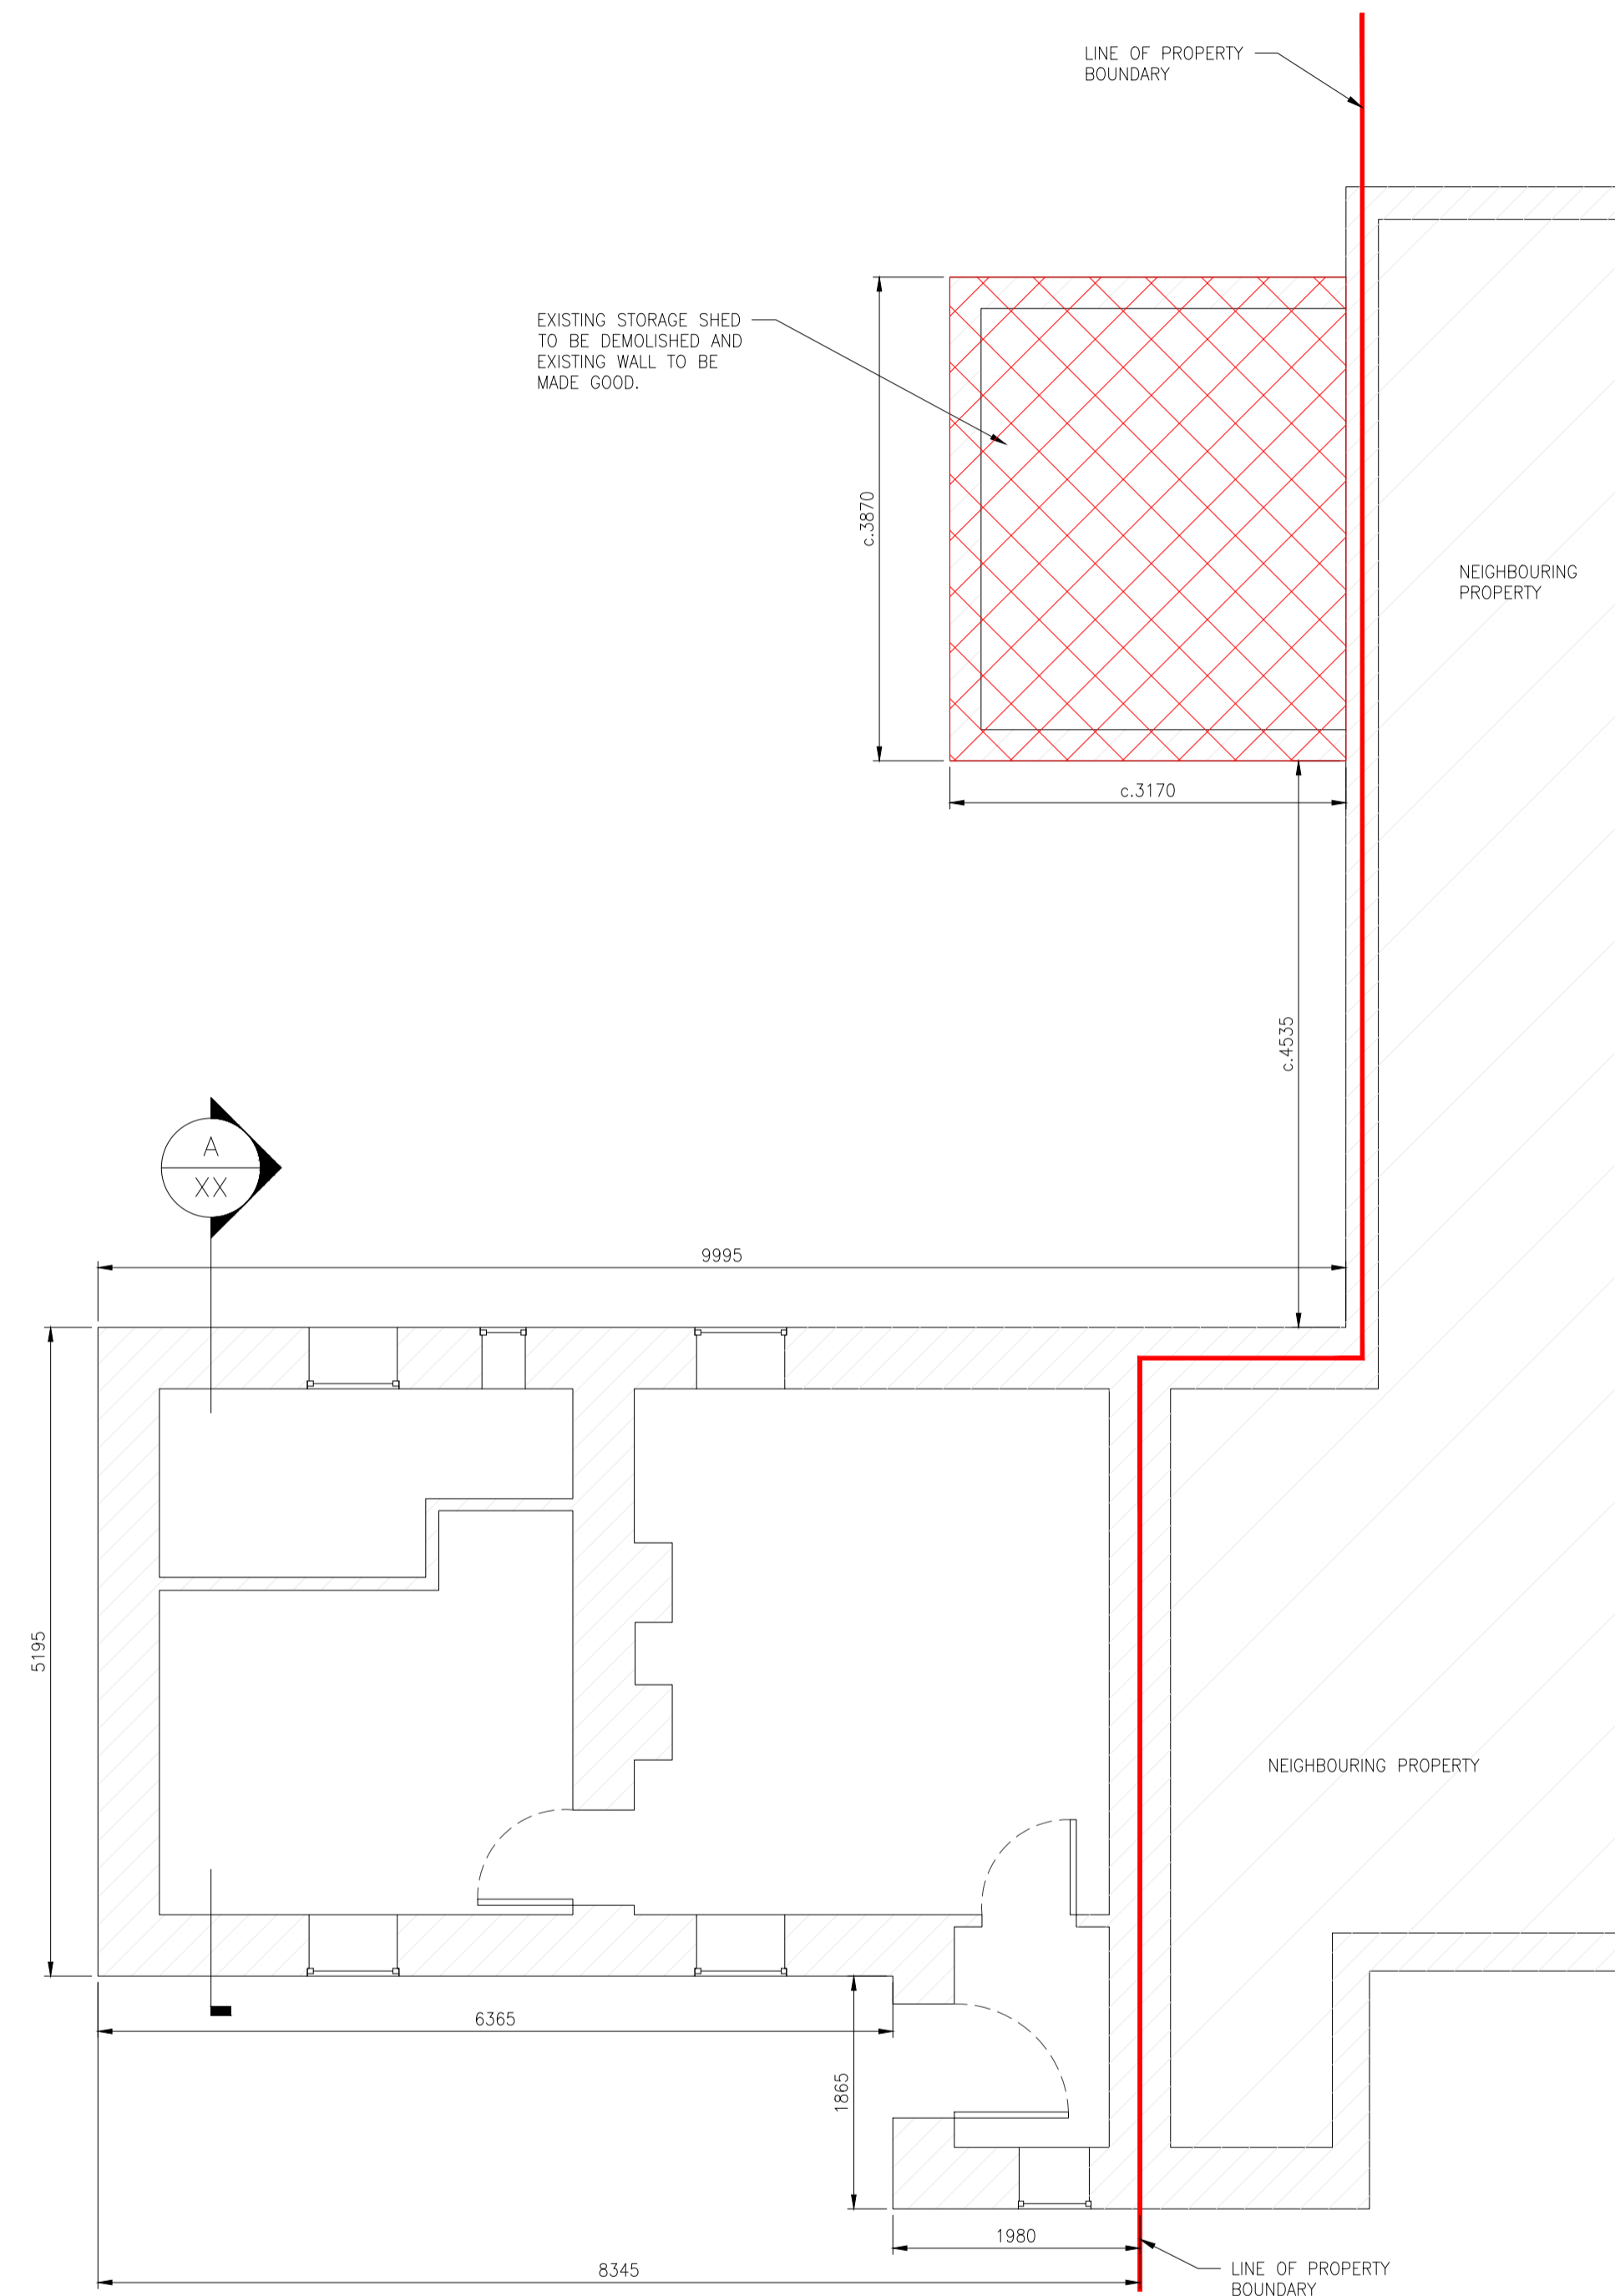 LINE OF PROPERTY
BOUNDARY
EXISTING STORAGE SHED
TO BE DEMOLISHED AND
EXISTING WALL TO BE
MADE GOOD.
c.3870
NEIGHBOURING
PROPERTY
c.3170
c.4535
A
XX
9995
5195
NEIGHBOURING PROPERTY
6365
1865
1980
8345
LINE OF PROPERTY
BOUNDARY